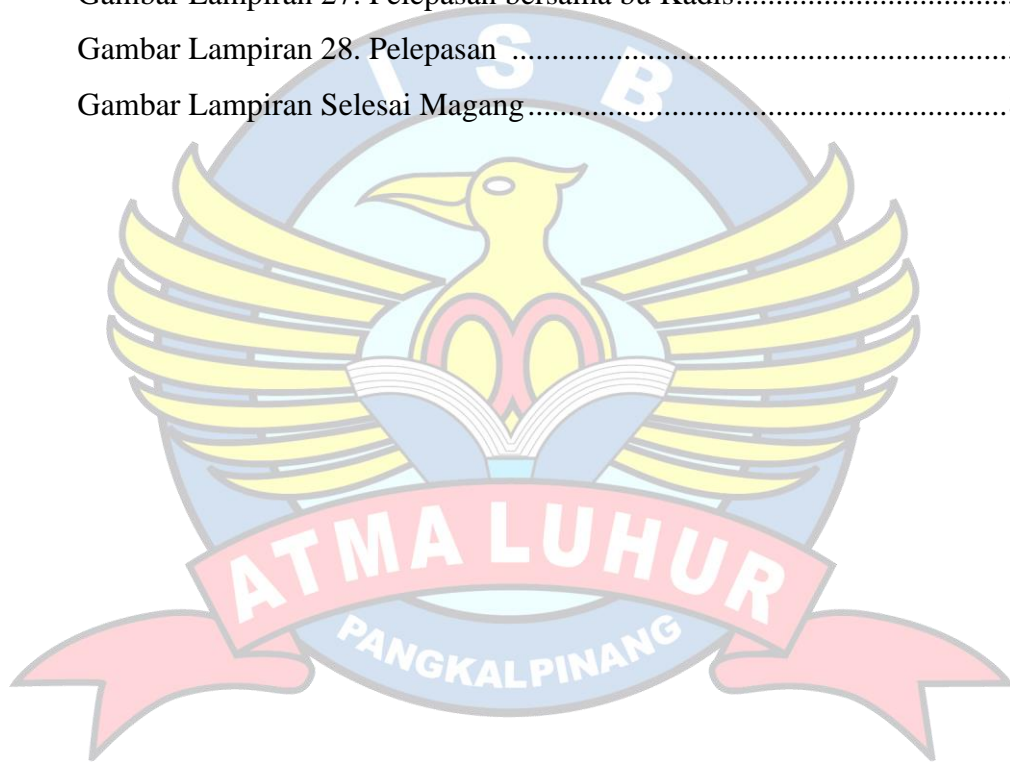 Gambar Lampiran 27. Pelepasan bersama bu Kadis....................................
Gambar Lampiran 28. Pelepasan ................................................................
Gambar Lampiran Selesai Magang..............................................................
I S B
ATMA LUHUR
PANGKALPINANG